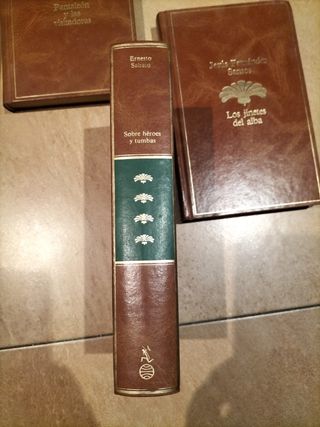 Pantaleón
y las
visitadoras
Ernesto
Sabato
Sobre héroes
y tumbas
Jesús Fernández
Santos
Los jinetes
del alba